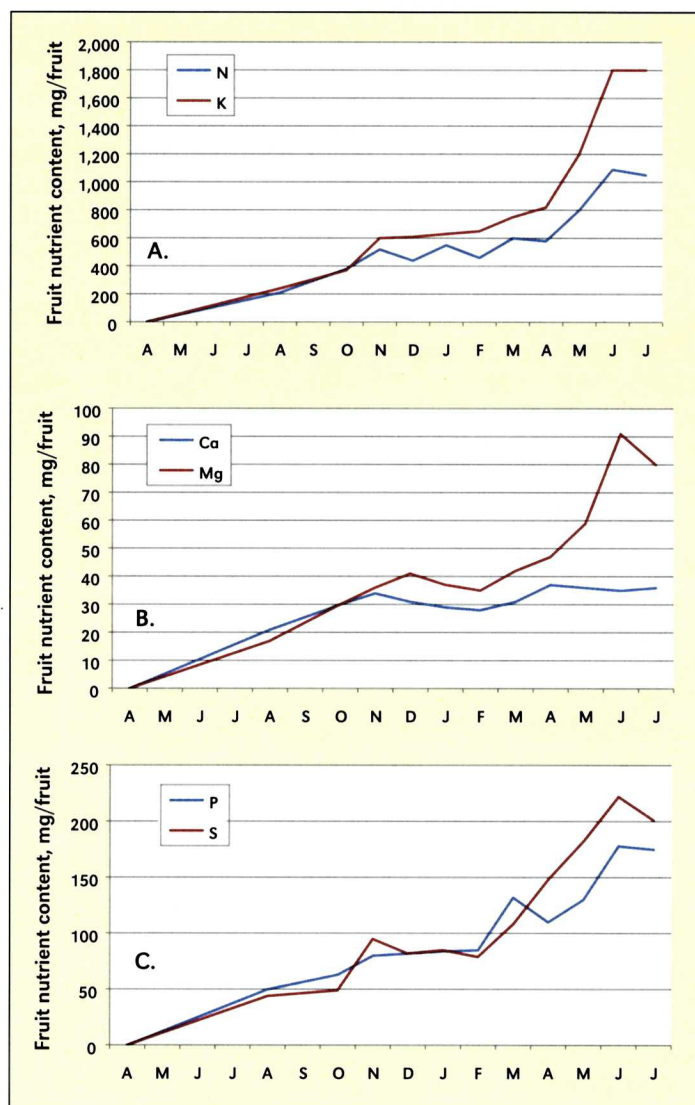 Fruit nutrient content, mg/fruit
2,000
1,800
1,600
1,400
1,200
1,000
800
600
400
200
0
N
K
A.
A M J J A S O N D J F M A M J J
Fruit nutrient content, mg/fruit
100
90
80
70
60
50
40
30
20
10
0
Ca
Mg
B.
A M J J A S O N D J F M A M J J
Fruit nutrient content, mg/fruit
250
200
150
100
50
0
P
S
C.
A M J J A S O N D J F M A M J J